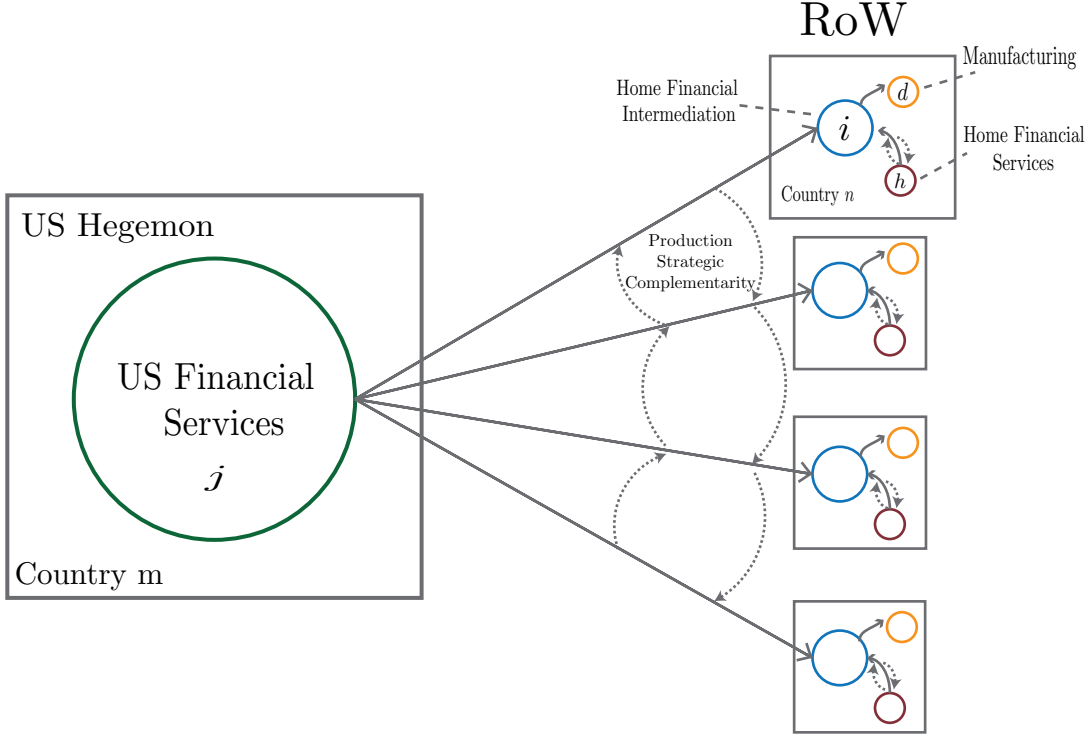 RoW
Manufacturing
Home Financial
Intermediation
d
i
Home Financial
Services
h
Country n
US Hegemon
Production
Strategic
Complementarity
US Financial
Services
j
Country m